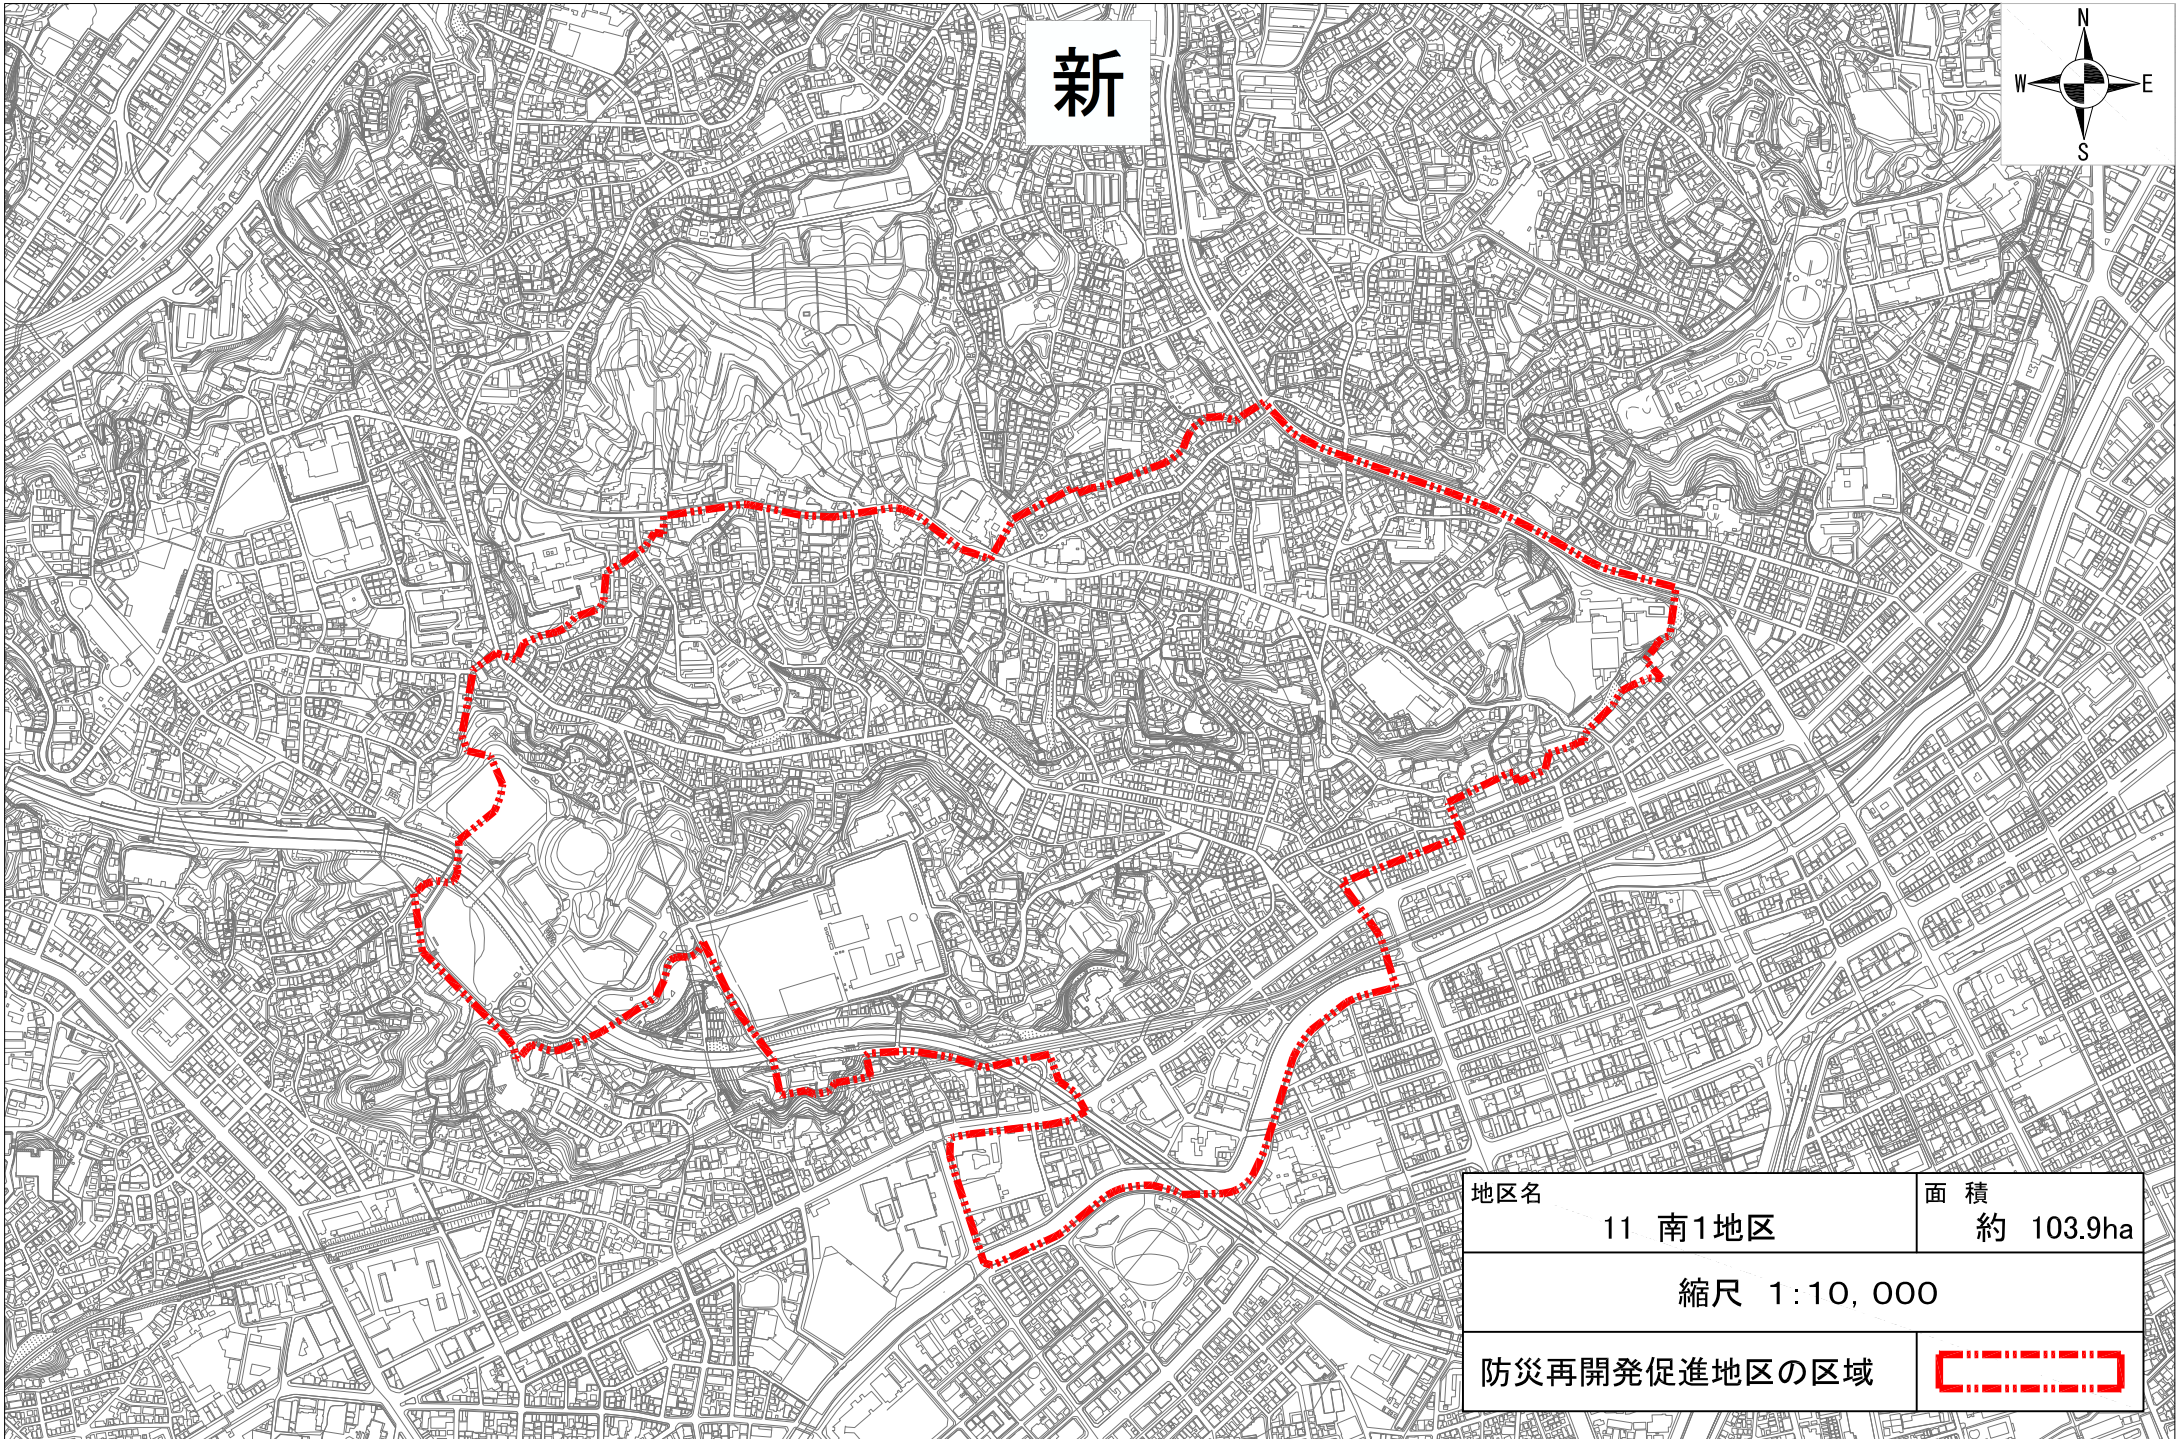 新
N
W E
S
地区名
11 南1地区
面 積
約 103.9ha
縮尺 1:10,000
防災再開発促進地区の区域